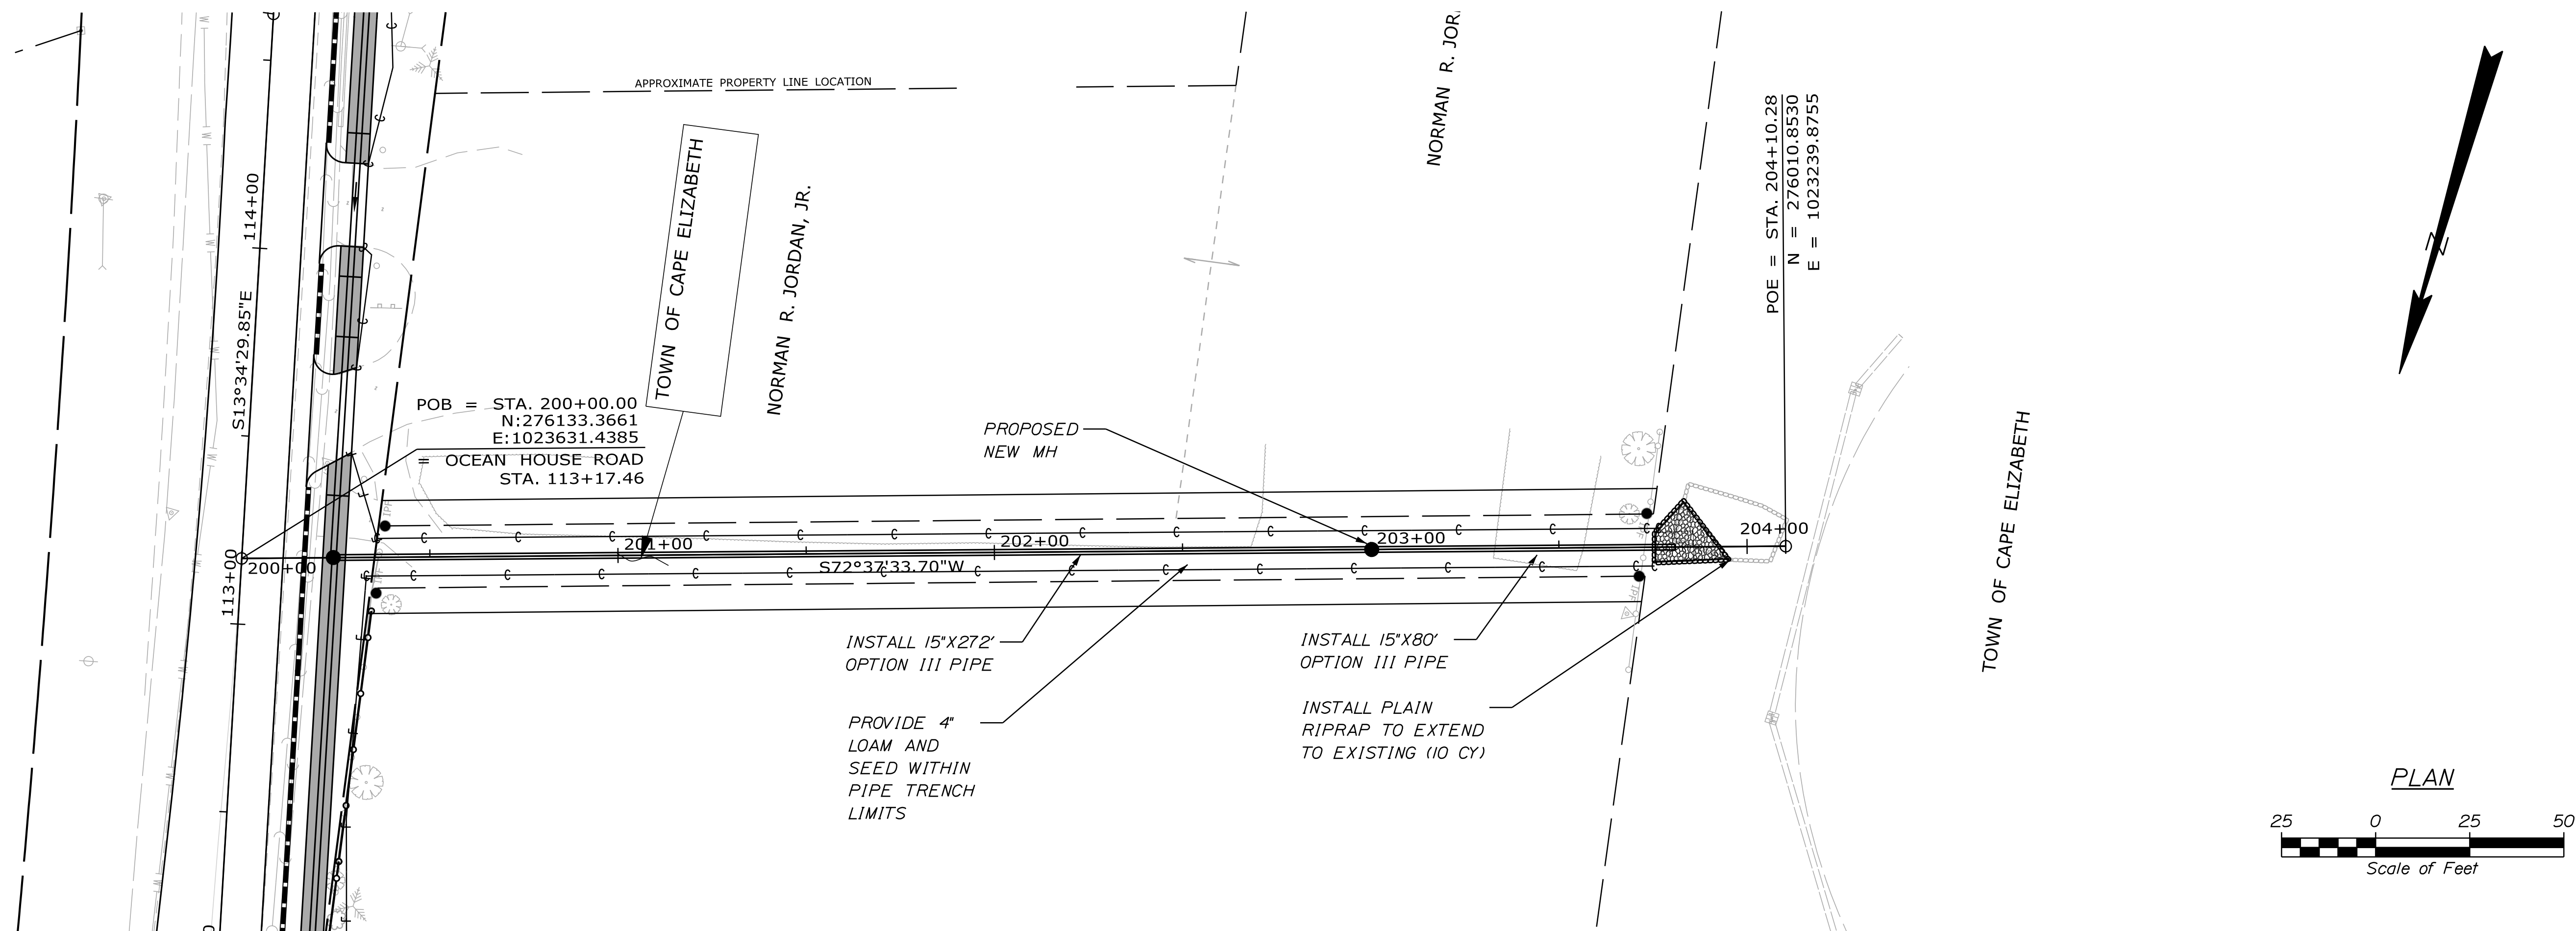 APPROXIMATE PROPERTY LINE LOCATION
NORMAN R. JOR
114+00
S13°34'29.85"E
113+00
TOWN OF CAPE ELIZABETH
NORMAN R. JORDAN, JR.
POB = STA. 200+00.00
N:276133.3661
E:1023631.4385
= OCEAN HOUSE ROAD
STA. 113+17.46
POE = STA. 204+10.28
N = 276010.8530
E = 1023239.8755
PROPOSED
NEW MH
200+00
201+00
202+00
203+00
204+00
S72°37'33.70"W
INSTALL 15"X272'
OPTION III PIPE
PROVIDE 4"
LOAM AND
SEED WITHIN
PIPE TRENCH
LIMITS
INSTALL 15"X80'
OPTION III PIPE
INSTALL PLAIN
RIPRAP TO EXTEND
TO EXISTING (10 CY)
TOWN OF CAPE ELIZABETH
N
PLAN
25 0 25 50
Scale of Feet